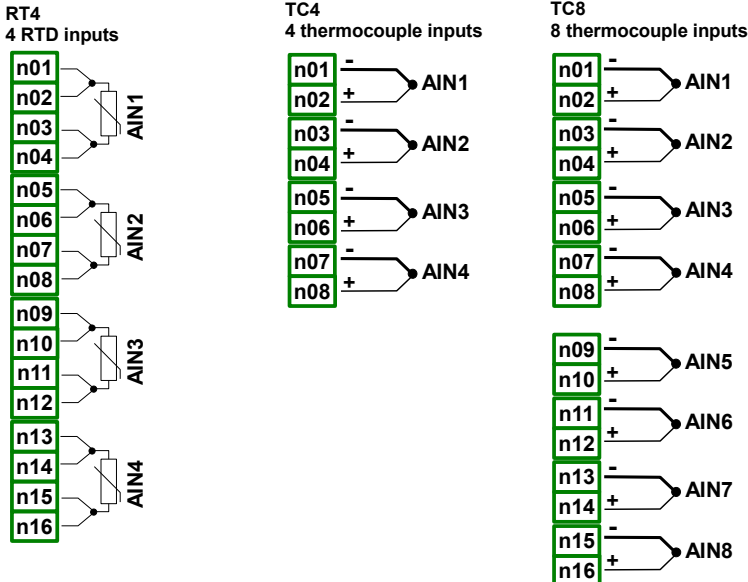 RT4
4 RTD inputs
n01
n02
n03
n04
AIN1
n05
n06
n07
n08
AIN2
n09
n10
n11
n12
AIN3
n13
n14
n15
n16
AIN4
TC4
4 thermocouple inputs
n01 -
n02 +
AIN1
n03 -
n04 +
AIN2
n05 -
n06 +
AIN3
n07 -
n08 +
AIN4
TC8
8 thermocouple inputs
n01 -
n02 +
AIN1
n03 -
n04 +
AIN2
n05 -
n06 +
AIN3
n07 -
n08 +
AIN4
n09 -
n10 +
AIN5
n11 -
n12 +
AIN6
n13 -
n14 +
AIN7
n15 -
n16 +
AIN8